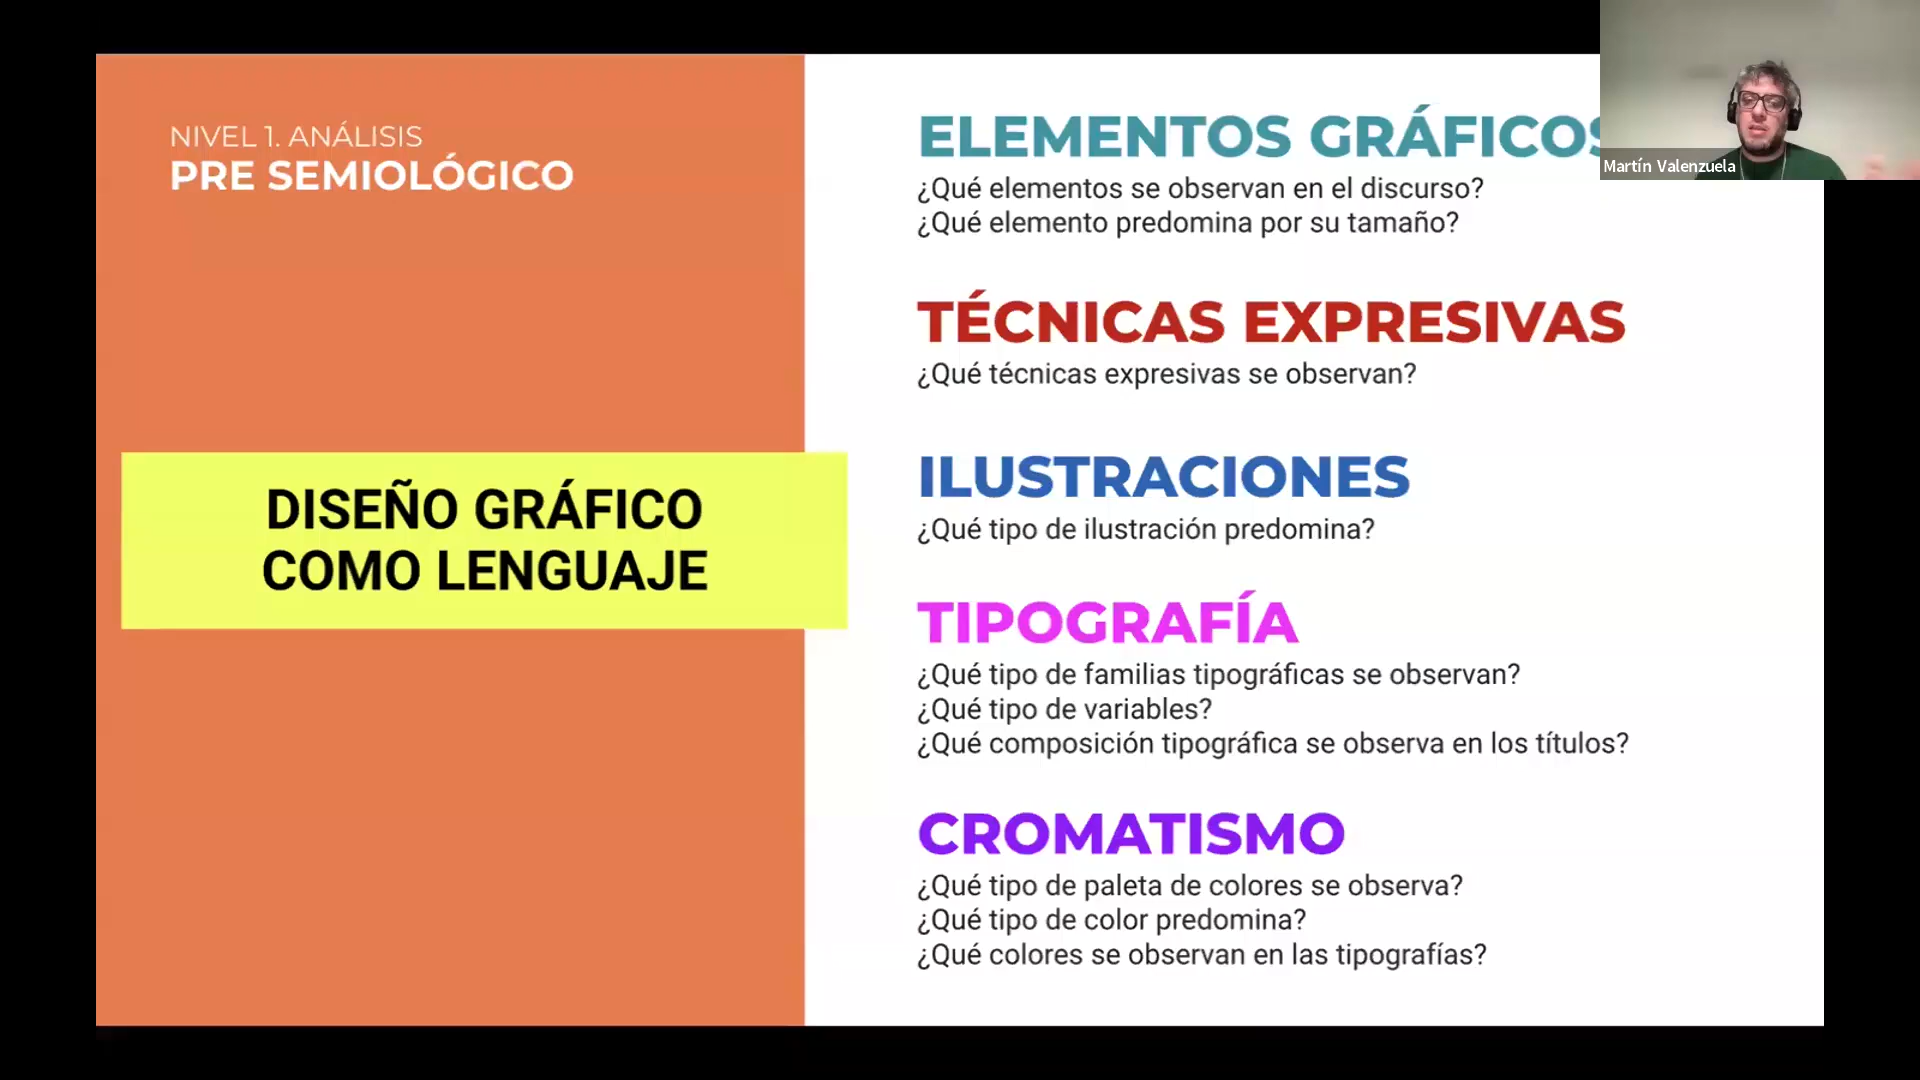 NIVEL 1. ANÁLISIS
PRE SEMIOLÓGICO
DISEÑO GRÁFICO
COMO LENGUAJE
ELEMENTOS GRÁFICOS
¿Qué elementos se observan en el discurso?
¿Qué elemento predomina por su tamaño?
TÉCNICAS EXPRESIVAS
¿Qué técnicas expresivas se observan?
ILUSTRACIONES
¿Qué tipo de ilustración predomina?
TIPOGRAFÍA
¿Qué tipo de familias tipográficas se observan?
¿Qué tipo de variables?
¿Qué composición tipográfica se observa en los títulos?
CROMATISMO
¿Qué tipo de paleta de colores se observa?
¿Qué tipo de color predomina?
¿Qué colores se observan en las tipografías?
Martín Valenzuela